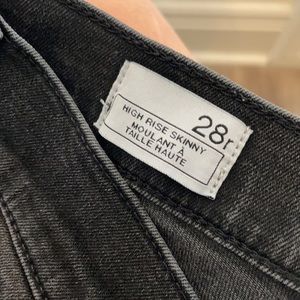 28r
HIGH RISE SKINNY
MOULANT À
TAILLE HAUTE